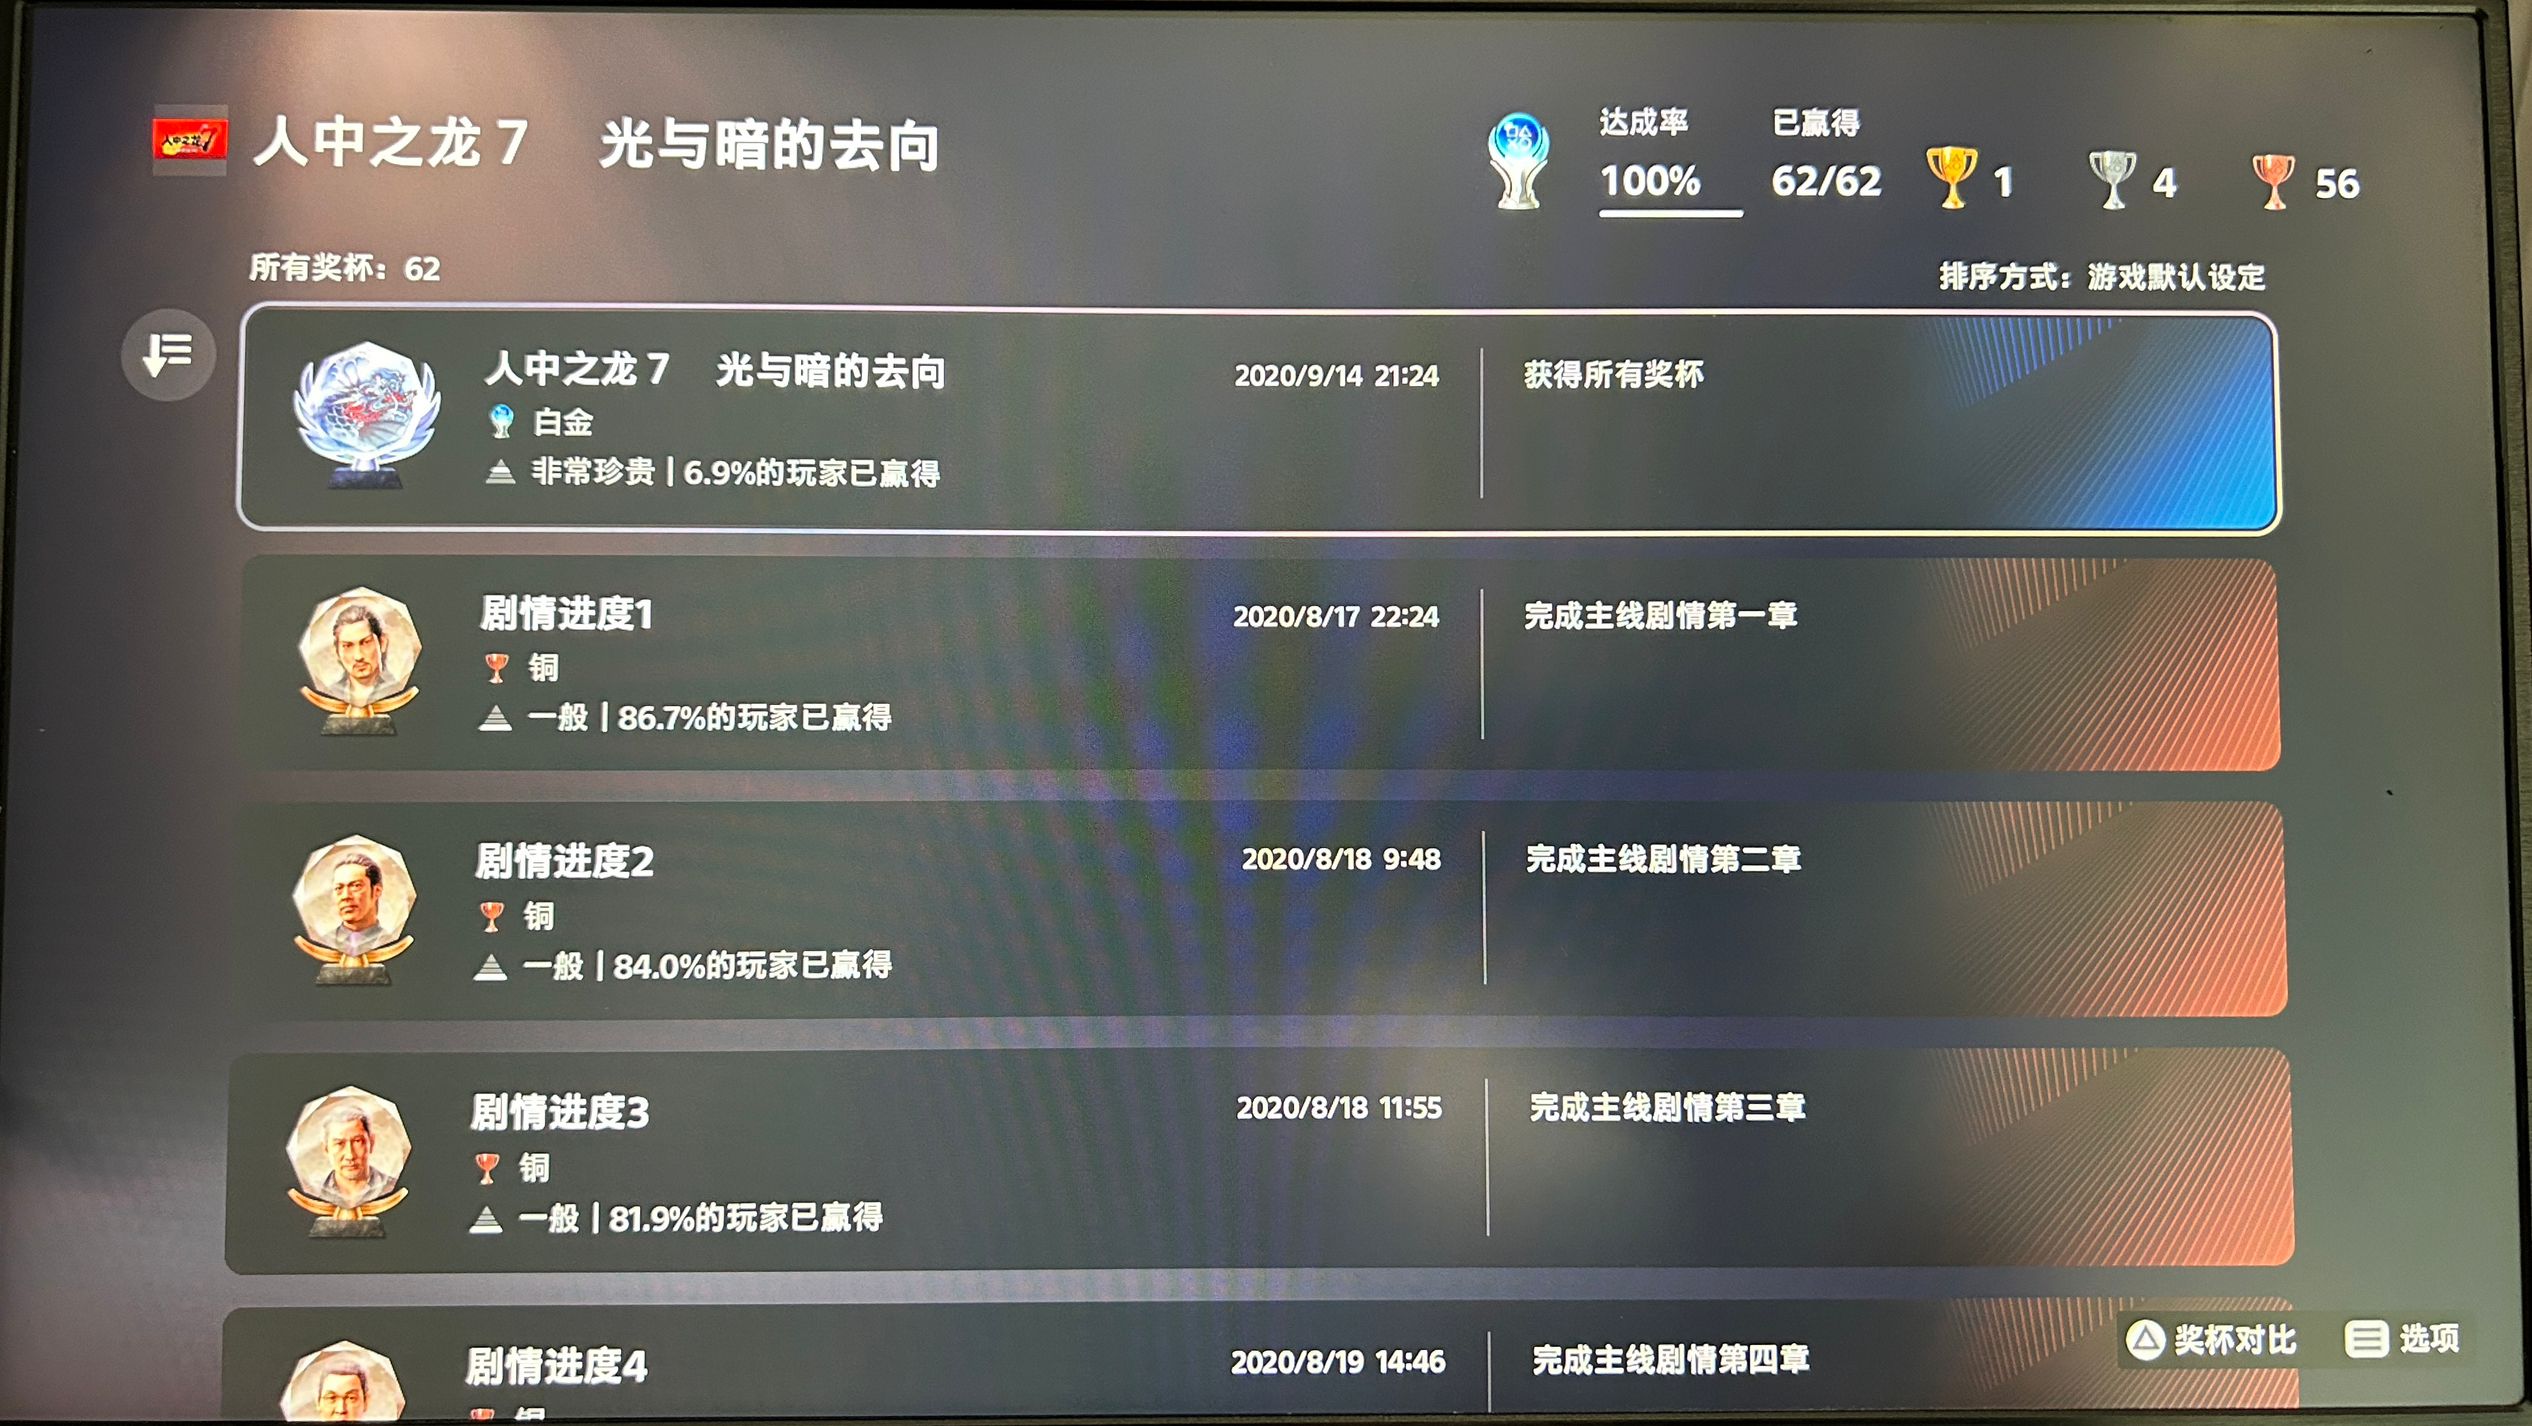 人中之龙7
人中之龙 7　光与暗的去向
达成率
100%
已赢得
62/62
1
4
56
所有奖杯：62
排序方式：游戏默认设定
人中之龙 7　光与暗的去向
白金
非常珍贵 | 6.9%的玩家已赢得
2020/9/14 21:24
获得所有奖杯
剧情进度1
铜
一般 | 86.7%的玩家已赢得
2020/8/17 22:24
完成主线剧情第一章
剧情进度2
铜
一般 | 84.0%的玩家已赢得
2020/8/18 9:48
完成主线剧情第二章
剧情进度3
铜
一般 | 81.9%的玩家已赢得
2020/8/18 11:55
完成主线剧情第三章
剧情进度4
铜
2020/8/19 14:46
完成主线剧情第四章
奖杯对比
选项